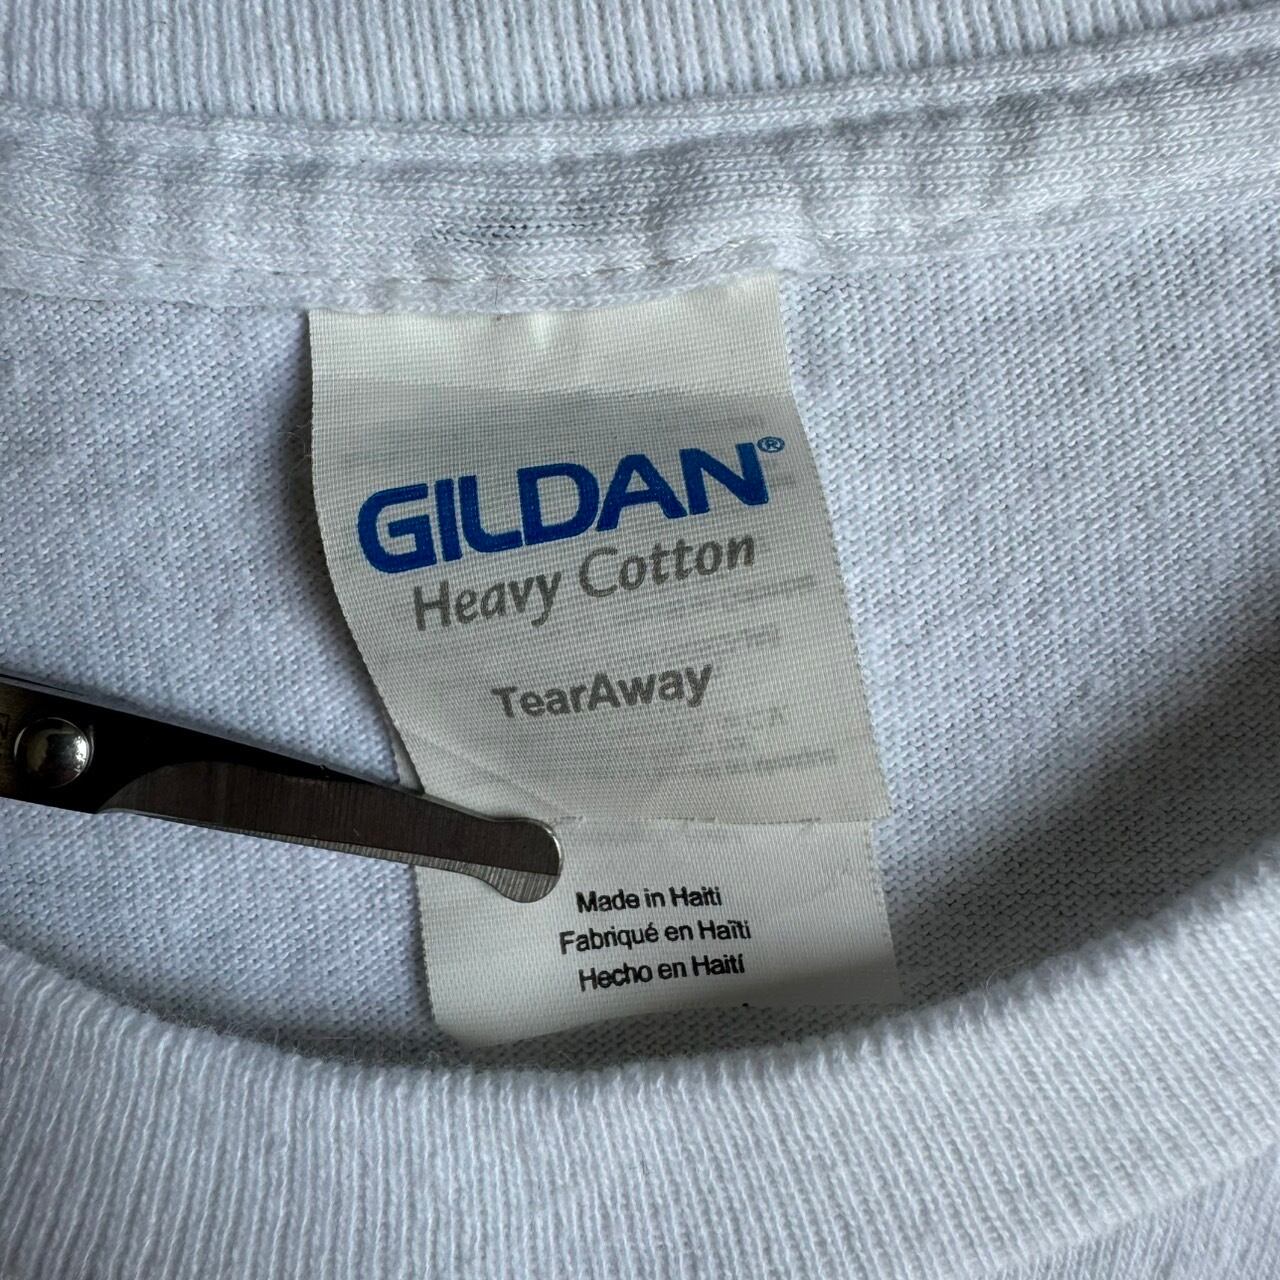 GILDAN®
Heavy Cotton
TearAway
Made in Haiti
Fabriqué en Haïti
Hecho en Haití